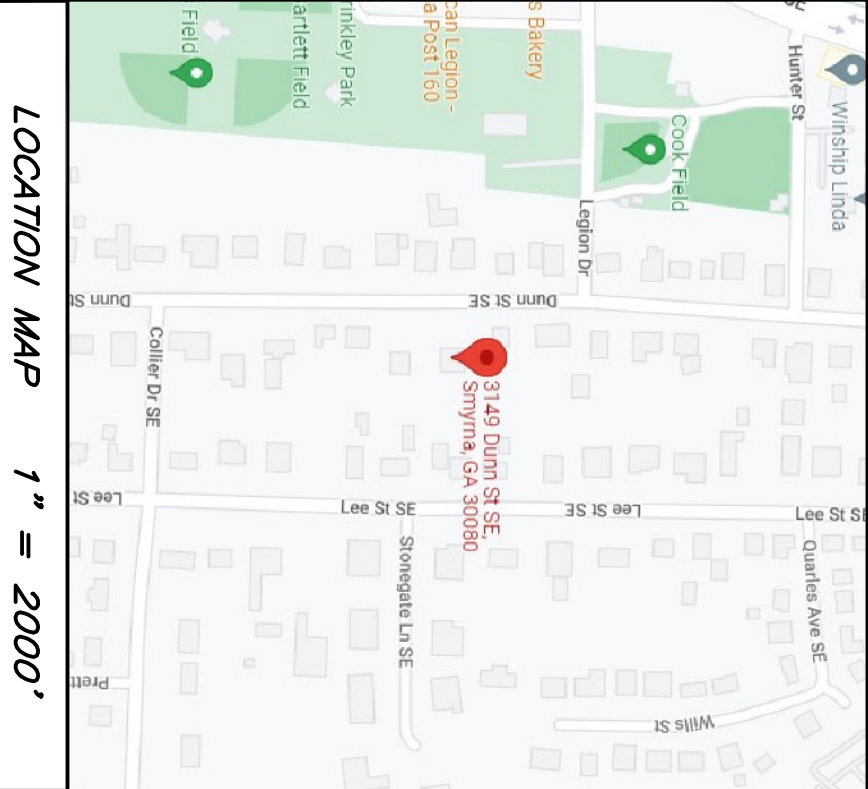 Winship Linda
Hunter St
Quarles Ave SE
Lee St SE
Cook Field
Wills St
Legion Dr
Lee St SE
s Bakery
Dunn St SE
3149 Dunn St SE,
Smyrna, GA 30080
can Legion -
a Post 160
Stonegate Ln SE
Lee St SE
rinkley Park
artlett Field
Field
Collier Dr SE
Dunn St
Lee St
Prett
LOCATION MAP 1" = 2000'